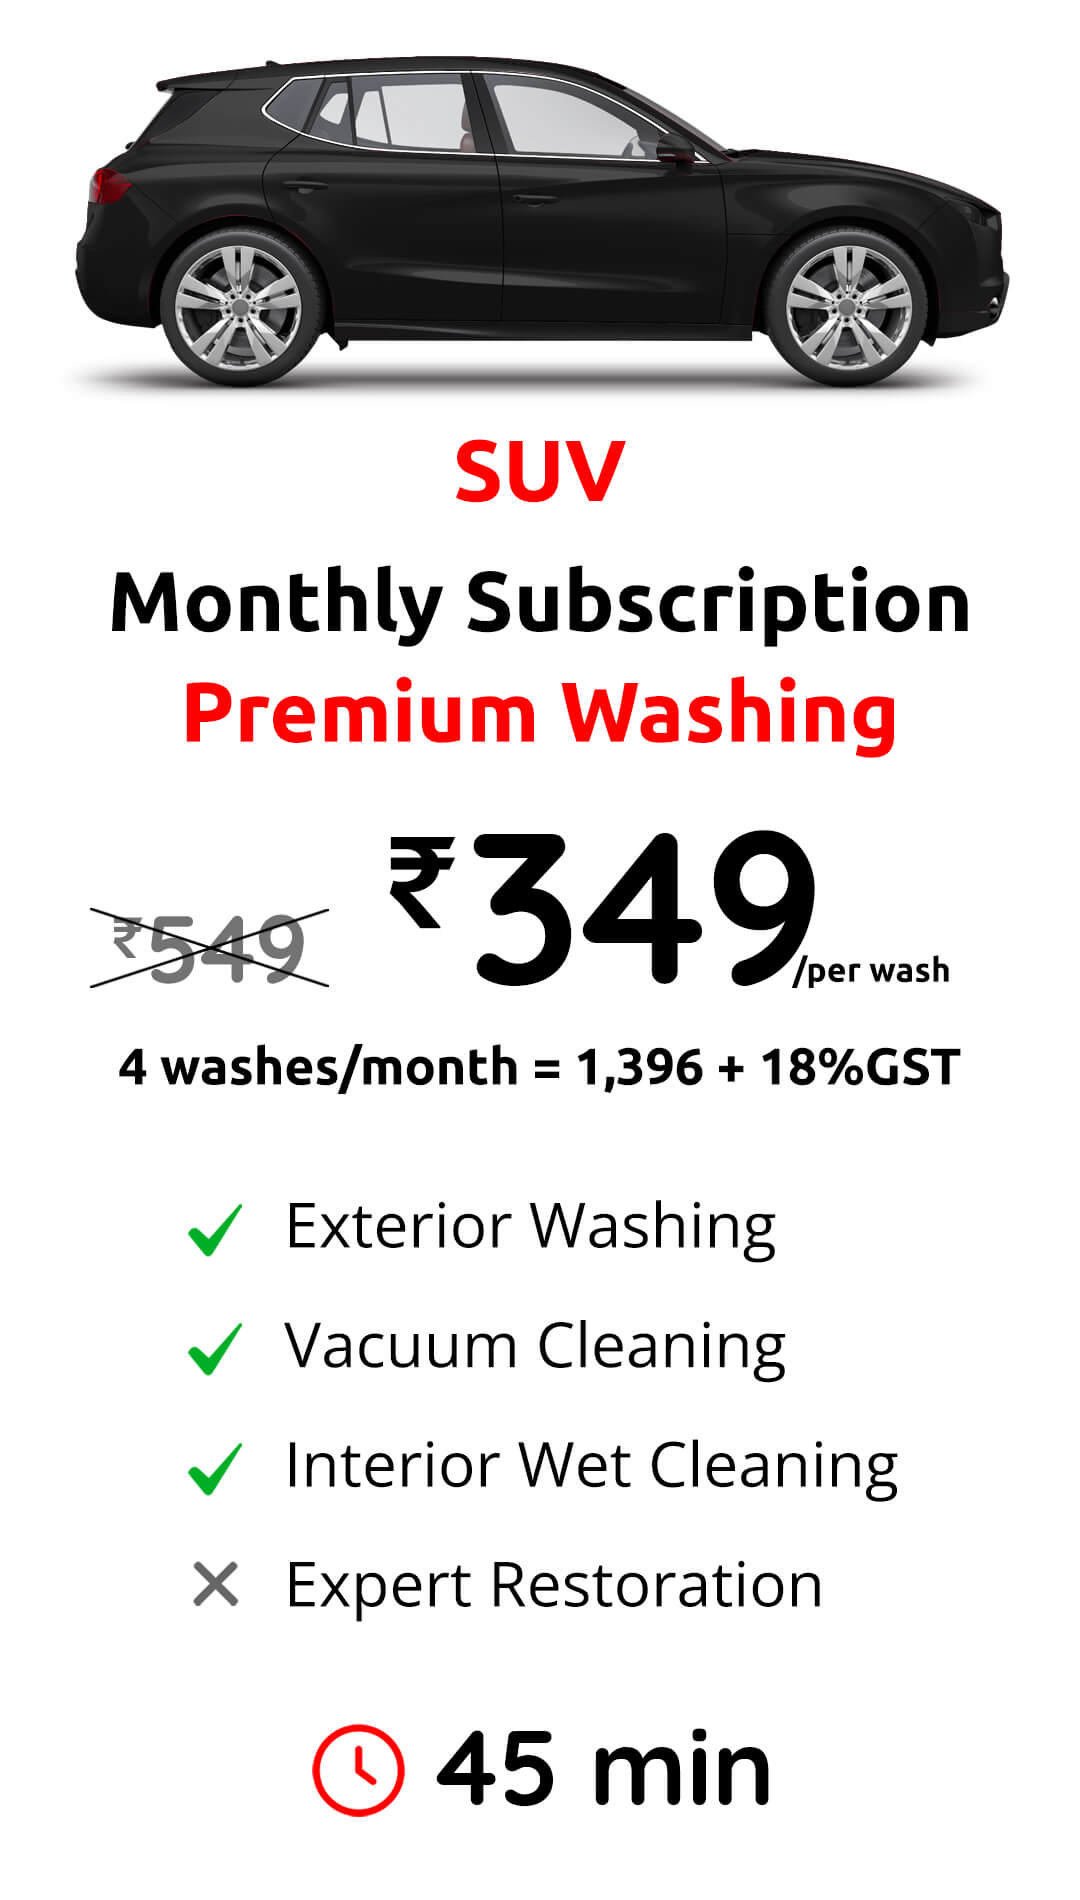 SUV
Monthly Subscription
Premium Washing
₹549 ₹349/per wash
4 washes/month = 1,396 + 18%GST
Exterior Washing
Vacuum Cleaning
Interior Wet Cleaning
Expert Restoration
45 min